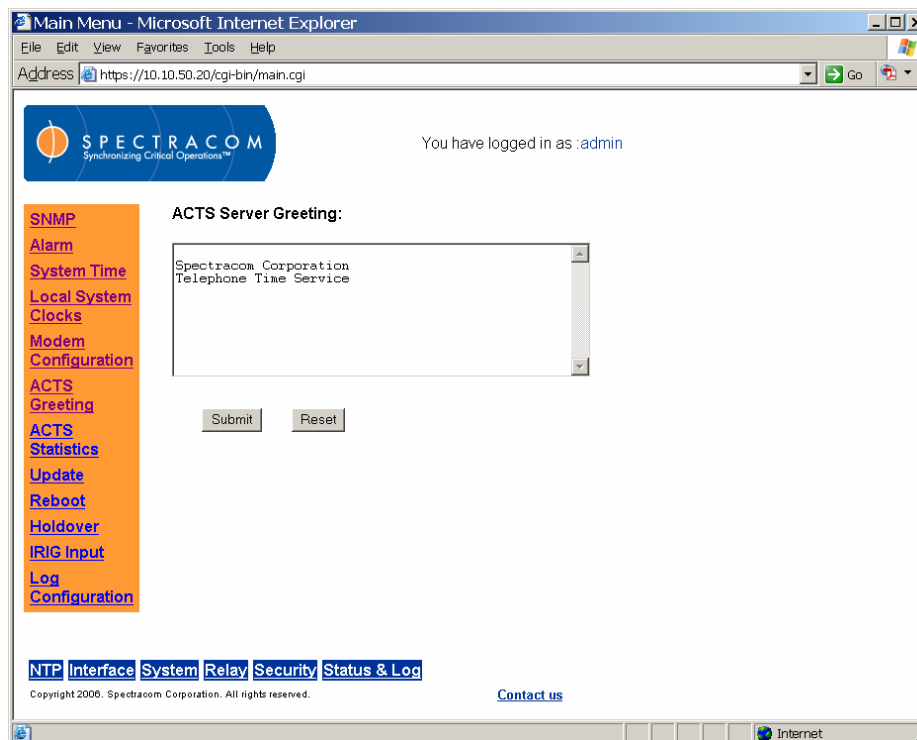 Main Menu - Microsoft Internet Explorer
File Edit View Favorites Tools Help
Address https://10.10.50.20/cgi-bin/main.cgi Go
SPECTRACOM
Synchronizing Critical Operations™
You have logged in as :admin
SNMP
Alarm
System Time
Local System
Clocks
Modem
Configuration
ACTS
Greeting
ACTS
Statistics
Update
Reboot
Holdover
IRIG Input
Log
Configuration
ACTS Server Greeting:
Spectracom Corporation
Telephone Time Service
Submit Reset
NTP Interface System Relay Security Status & Log
Copyright 2006. Spectracom Corporation. All rights reserved.
Contact us
Internet